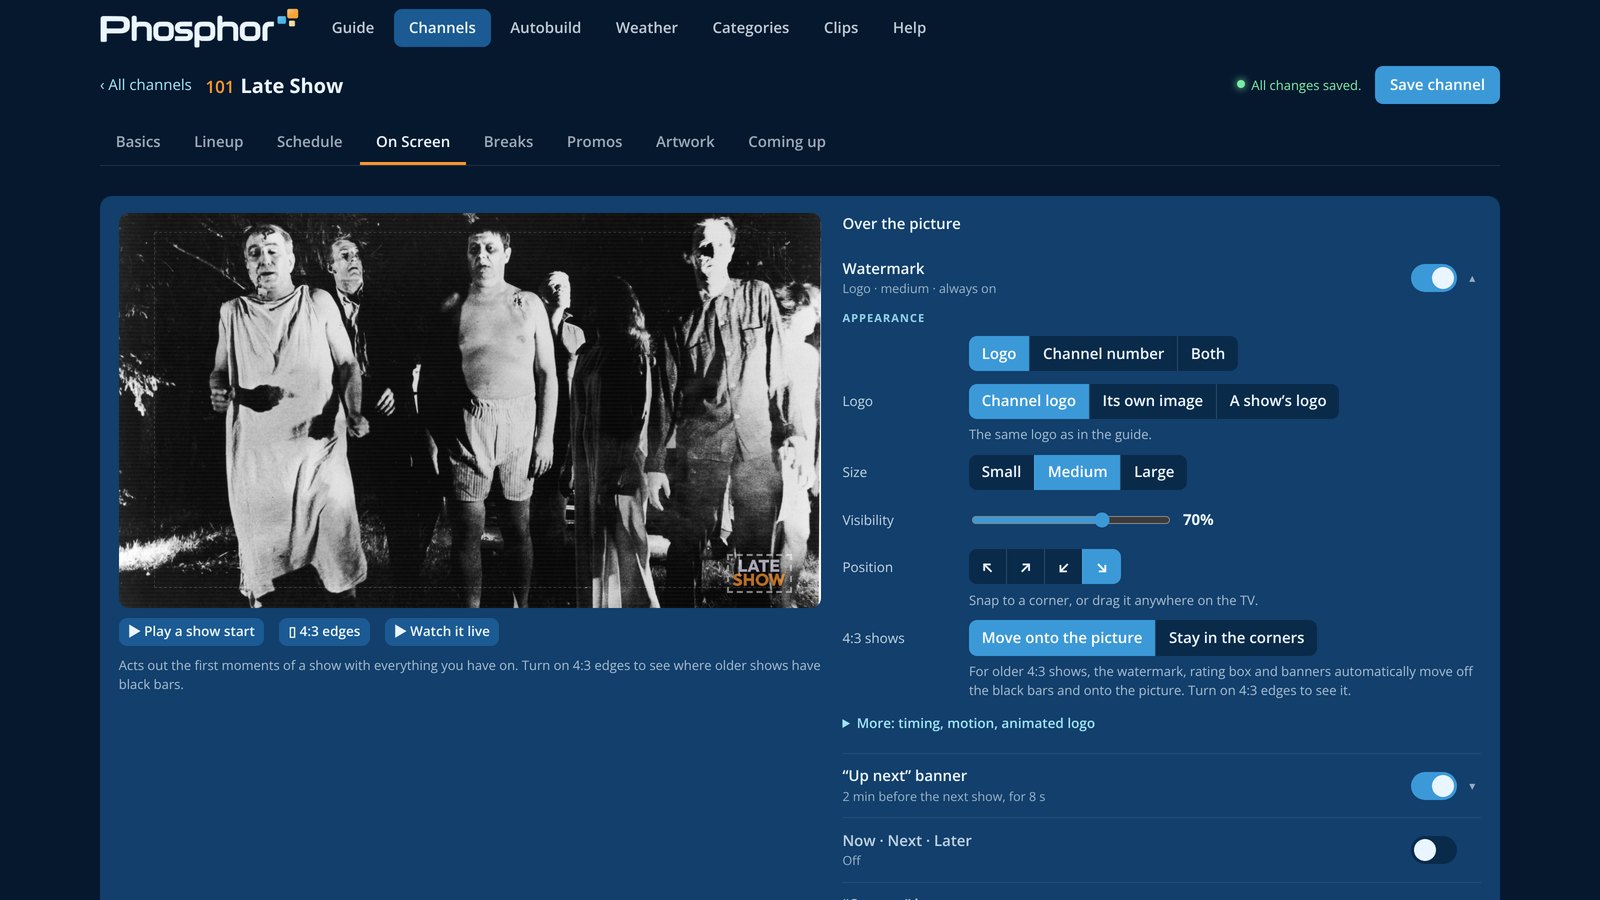 Phosphor
Guide
Channels
Autobuild
Weather
Categories
Clips
Help
‹ All channels
101 Late Show
All changes saved.
Save channel
Basics
Lineup
Schedule
On Screen
Breaks
Promos
Artwork
Coming up
LATE
SHOW
▶ Play a show start
▯ 4:3 edges
▶ Watch it live
Acts out the first moments of a show with everything you have on. Turn on 4:3 edges to see where older shows have
black bars.
Over the picture
Watermark
Logo · medium · always on
APPEARANCE
Logo
Channel number
Both
Logo
Channel logo
Its own image
A show’s logo
The same logo as in the guide.
Size
Small
Medium
Large
Visibility
70%
Position
Snap to a corner, or drag it anywhere on the TV.
4:3 shows
Move onto the picture
Stay in the corners
For older 4:3 shows, the watermark, rating box and banners automatically move off
the black bars and onto the picture. Turn on 4:3 edges to see it.
▶ More: timing, motion, animated logo
“Up next” banner
2 min before the next show, for 8 s
Now · Next · Later
Off